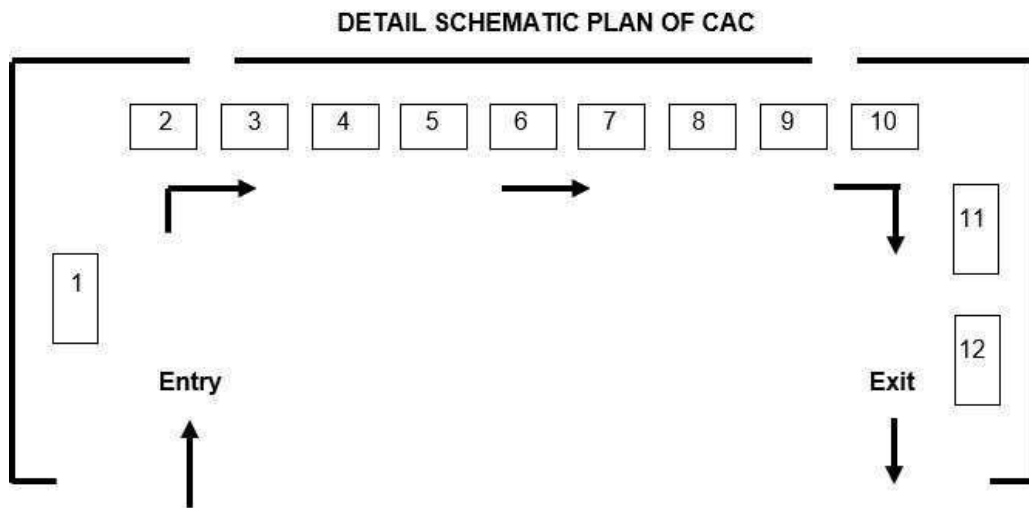 DETAIL SCHEMATIC PLAN OF CAC
2 3 4 5 6 7 8 9 10
11
1
12
Entry Exit